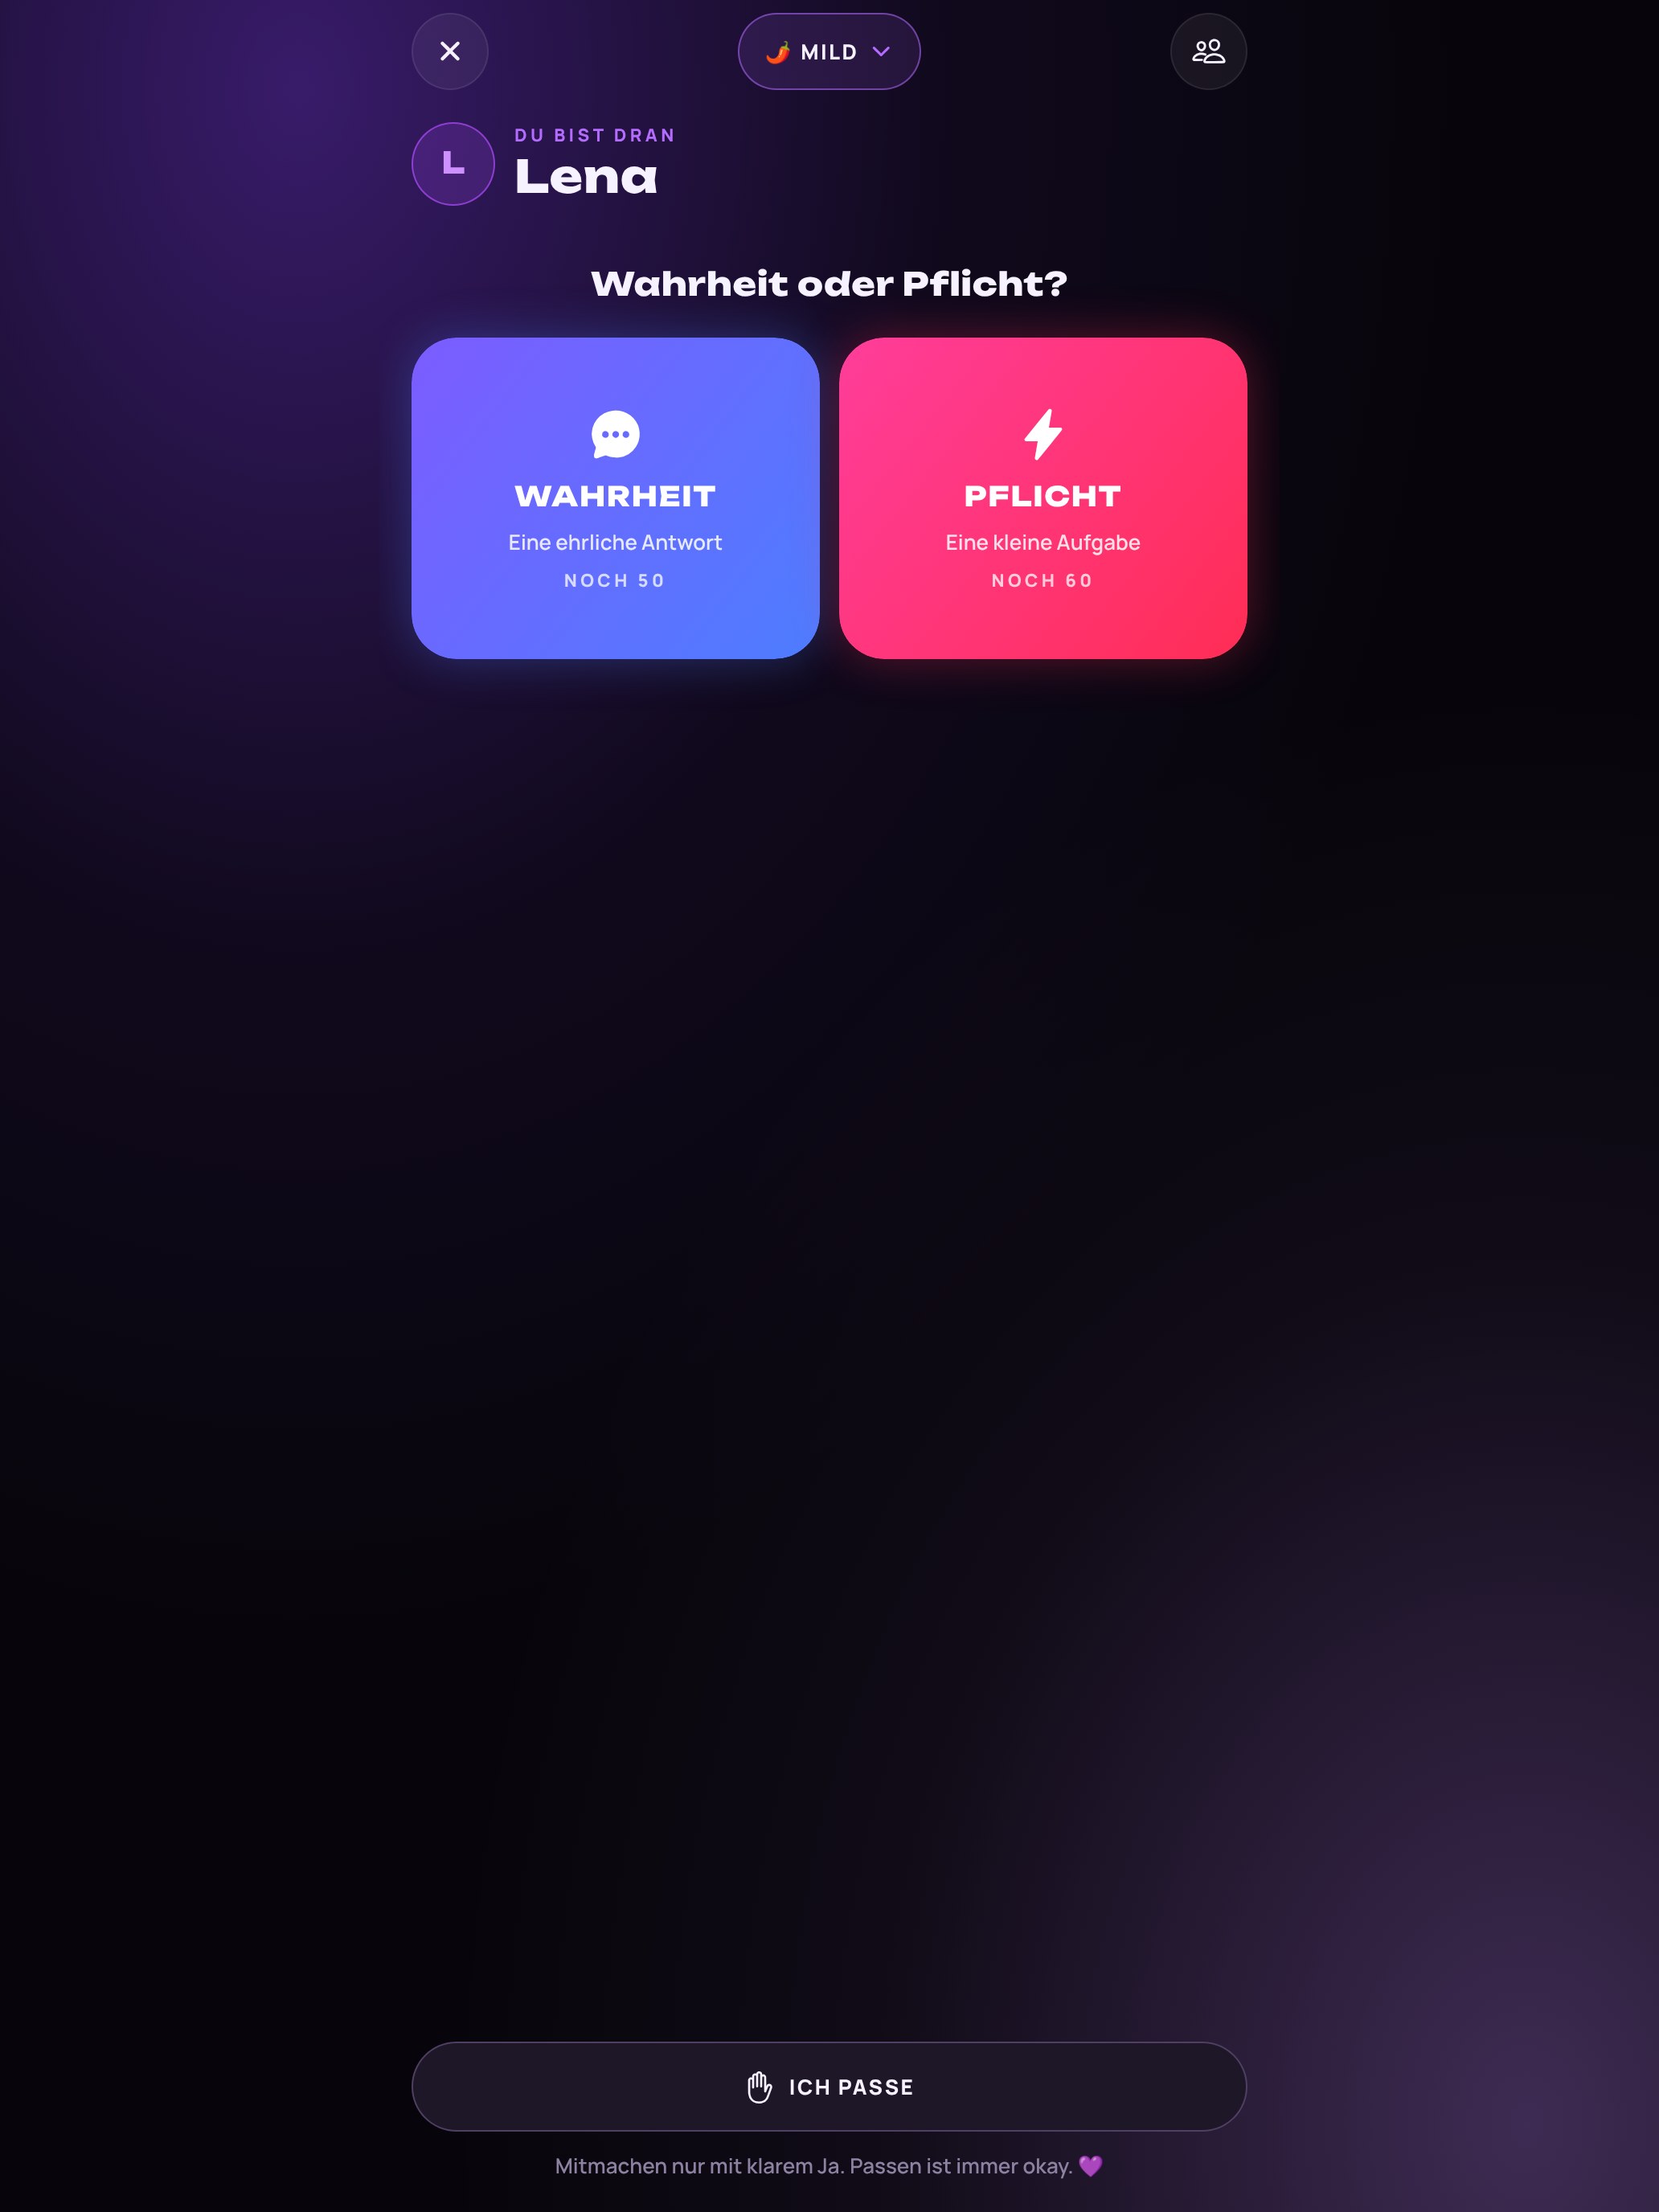 🌶️ MILD
L
DU BIST DRAN
Lena
Wahrheit oder Pflicht?
WAHRHEIT
Eine ehrliche Antwort
NOCH 50
PFLICHT
Eine kleine Aufgabe
NOCH 60
ICH PASSE
Mitmachen nur mit klarem Ja. Passen ist immer okay. 💜